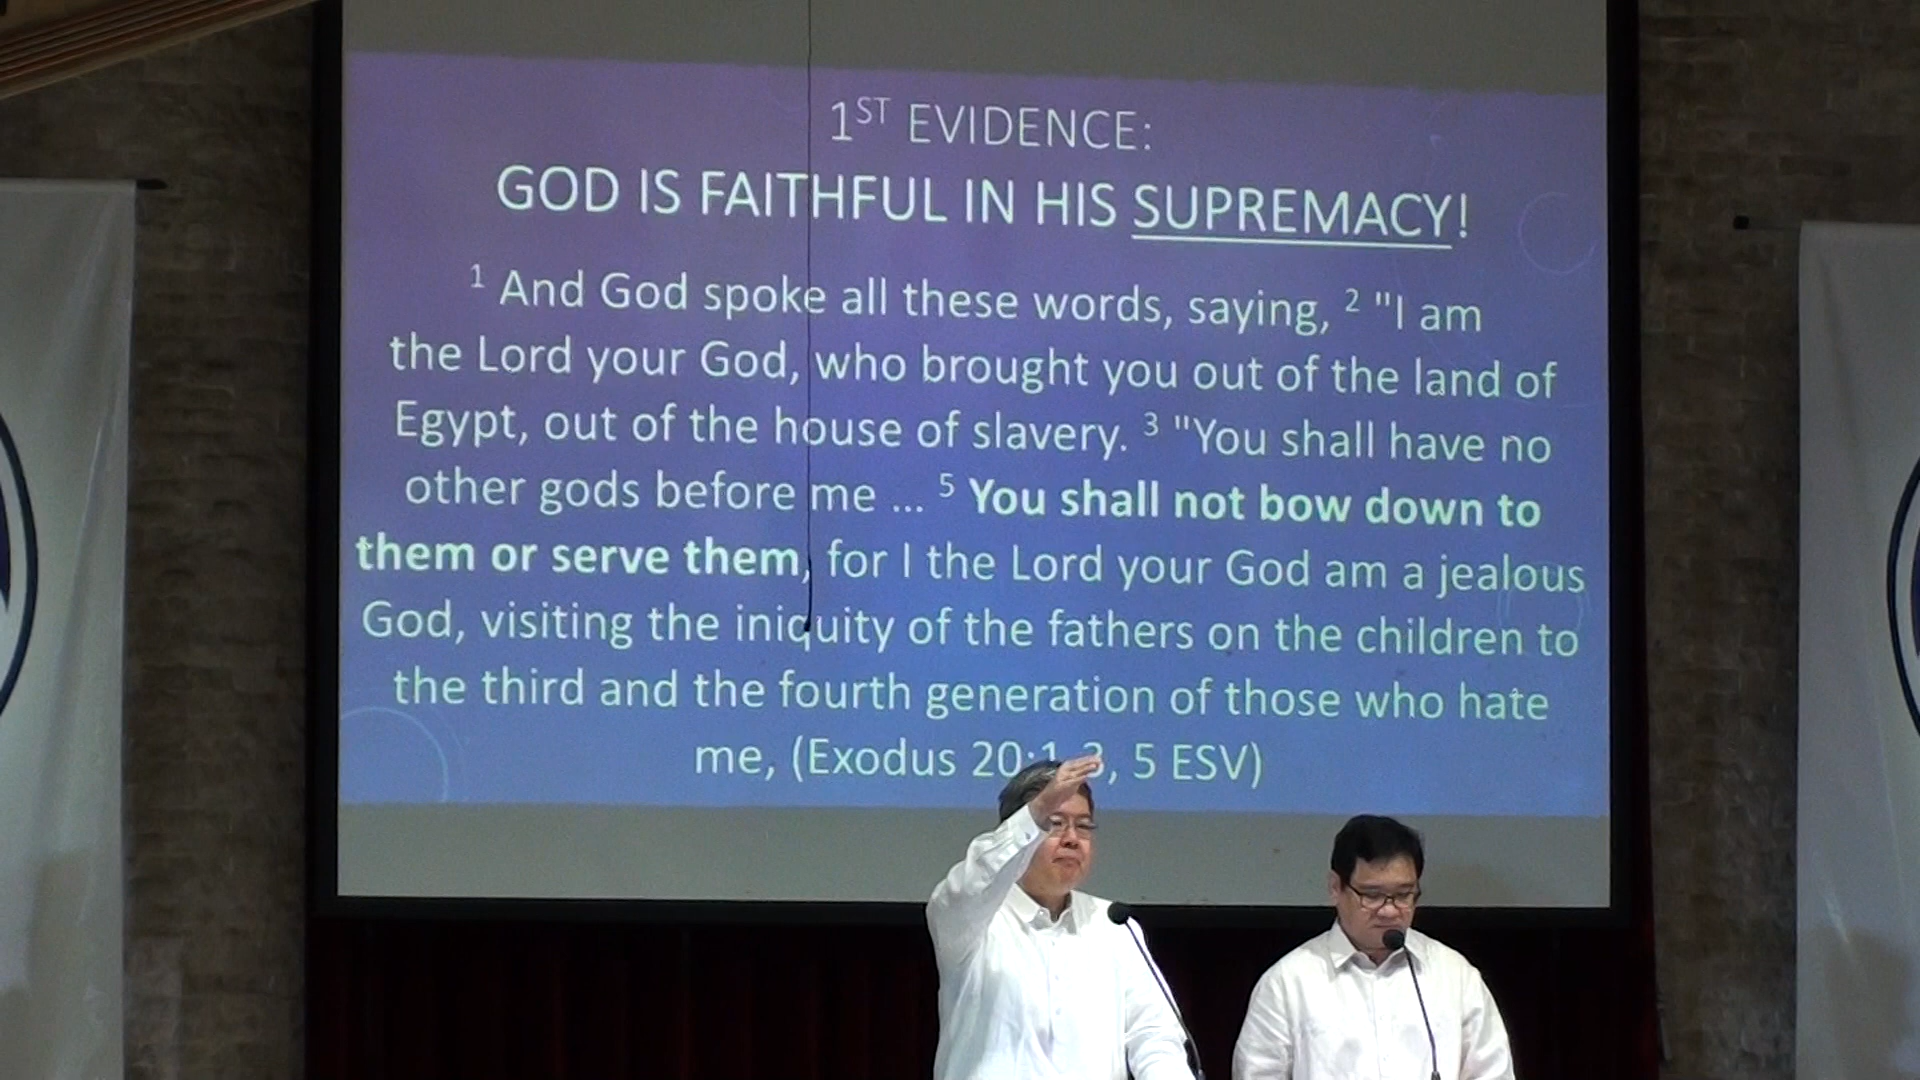 1ST EVIDENCE:
GOD IS FAITHFUL IN HIS SUPREMACY!
1 And God spoke all these words, saying, 2 "I am
the Lord your God, who brought you out of the land of
Egypt, out of the house of slavery. 3 "You shall have no
other gods before me ... 5 You shall not bow down to
them or serve them, for I the Lord your God am a jealous
God, visiting the iniquity of the fathers on the children to
the third and the fourth generation of those who hate
me, (Exodus 20:1-3, 5 ESV)